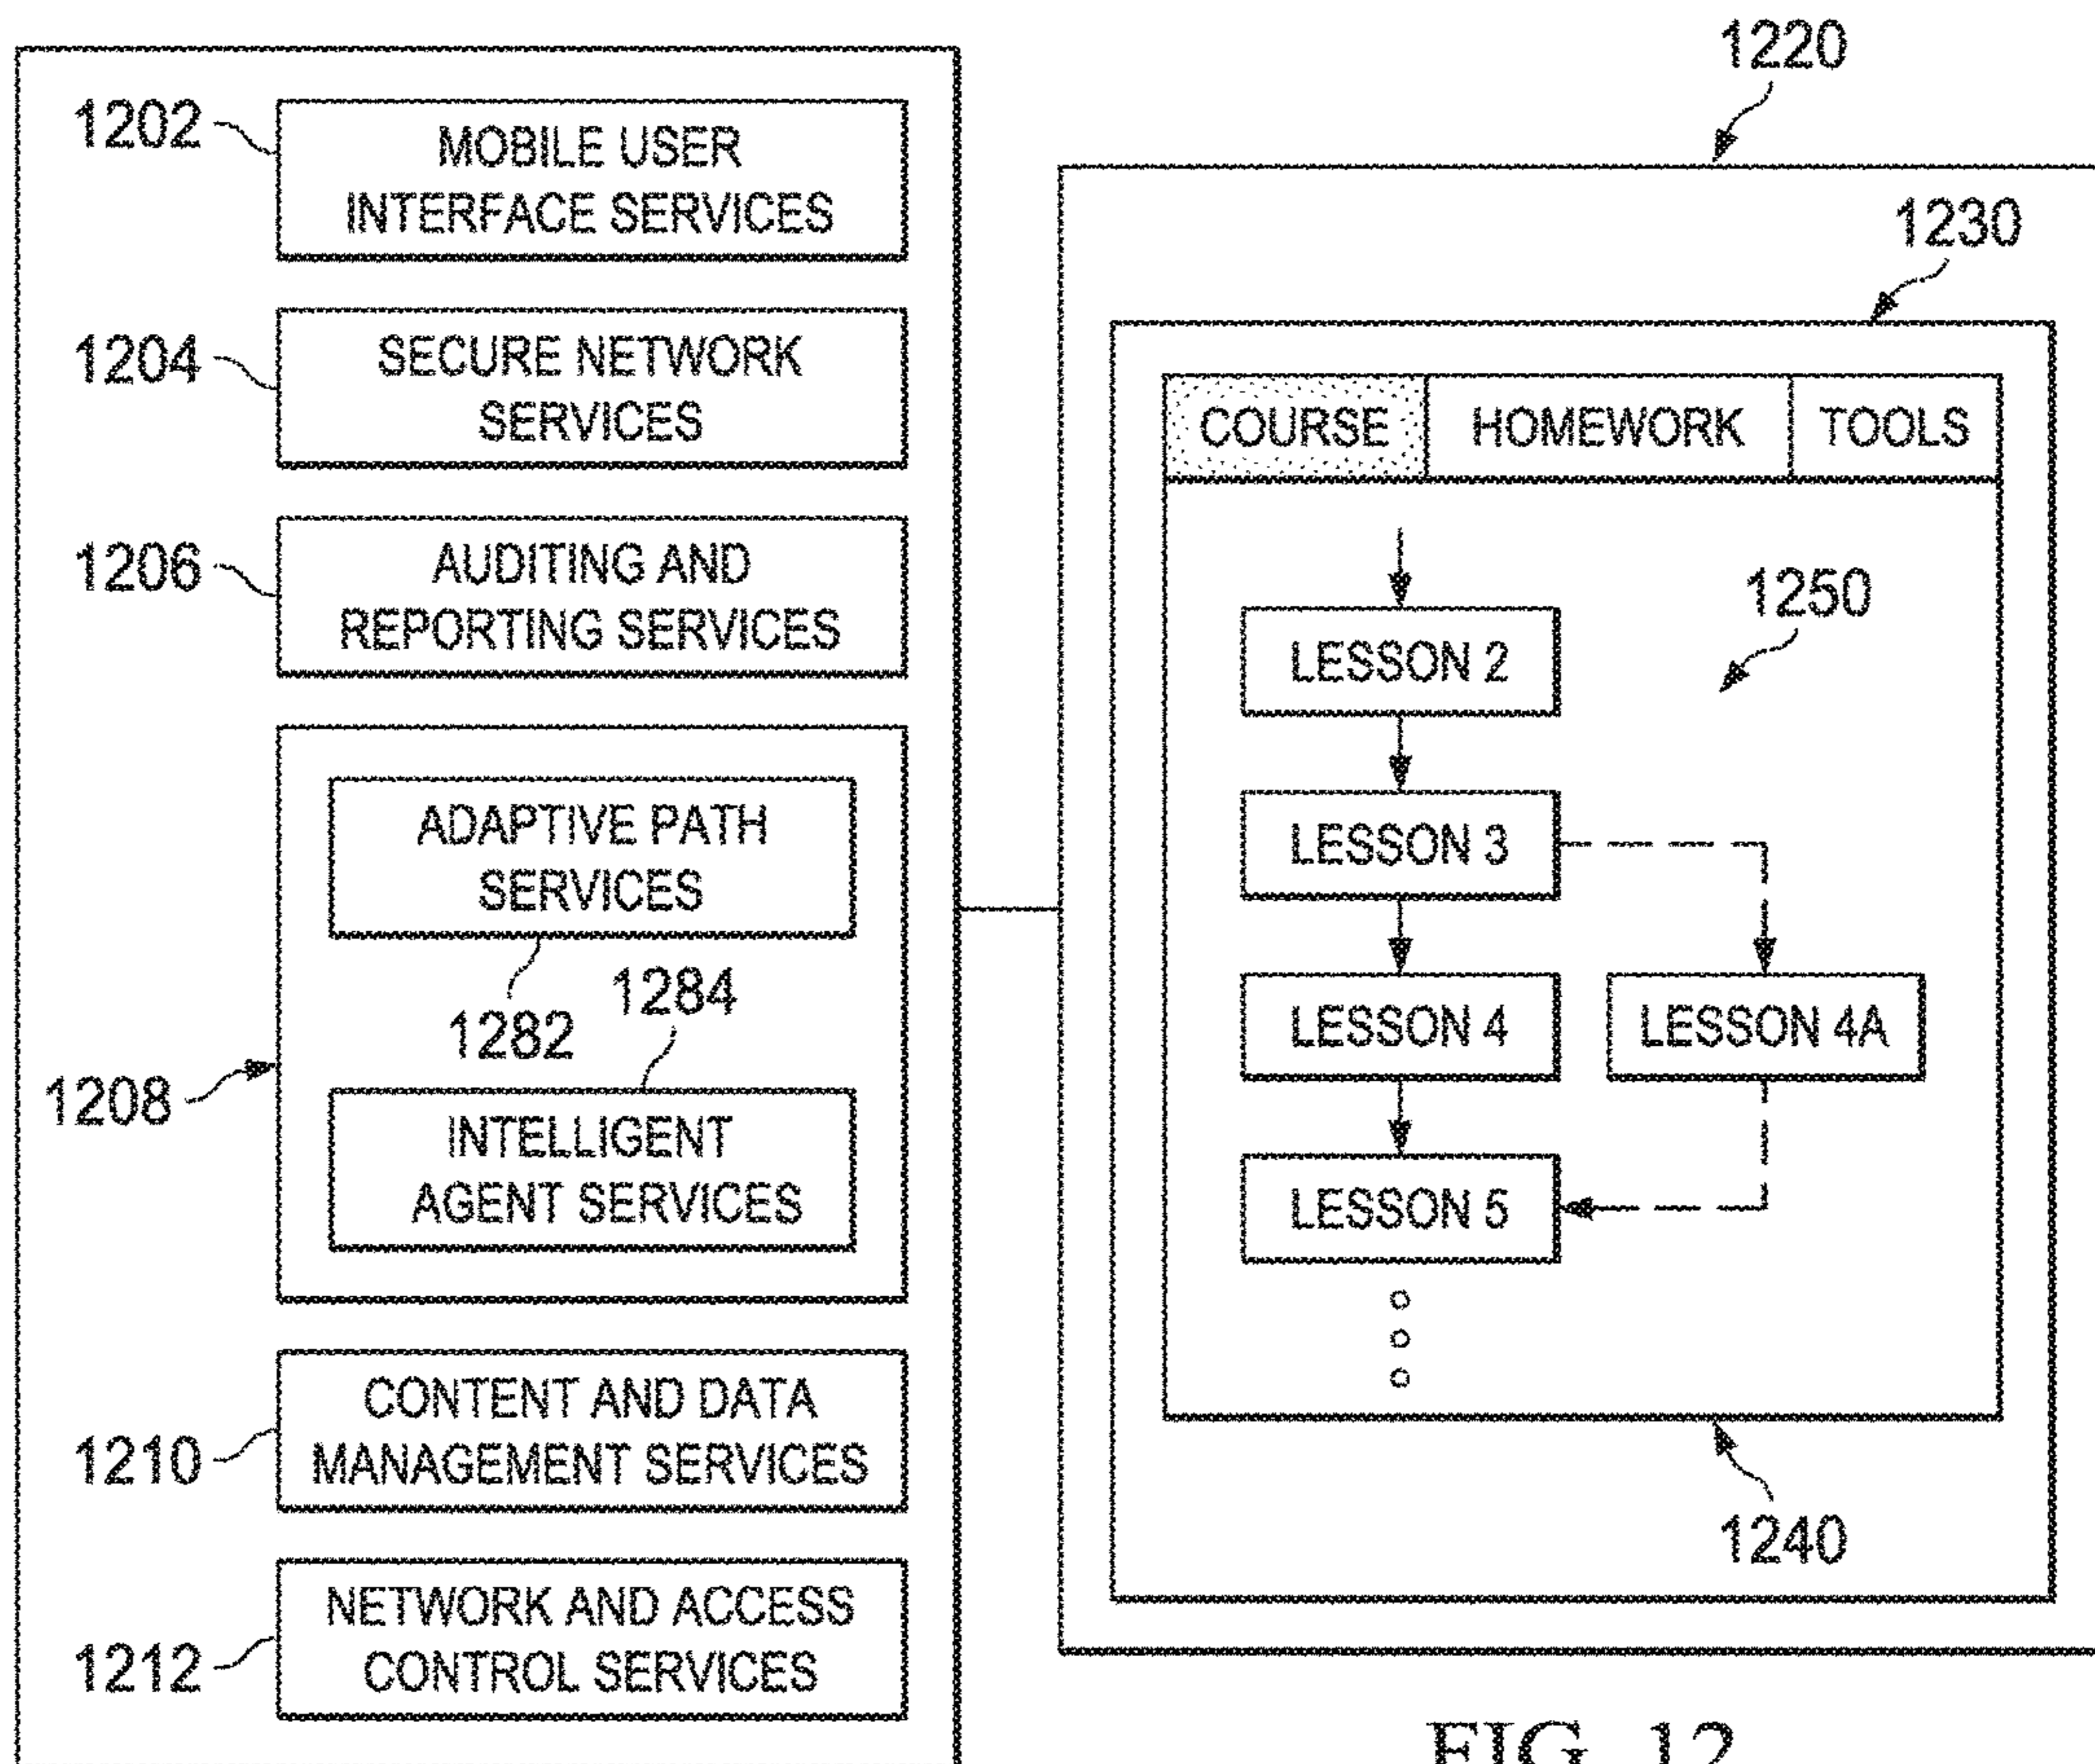 1202
MOBILE USER
INTERFACE SERVICES
1204
SECURE NETWORK
SERVICES
1206
AUDITING AND
REPORTING SERVICES
1208
ADAPTIVE PATH
SERVICES
1282
1284
INTELLIGENT
AGENT SERVICES
1210
CONTENT AND DATA
MANAGEMENT SERVICES
1212
NETWORK AND ACCESS
CONTROL SERVICES
1220
1230
COURSE HOMEWORK TOOLS
1250
LESSON 2
LESSON 3
LESSON 4 LESSON 4A
LESSON 5
1240
FIG. 12